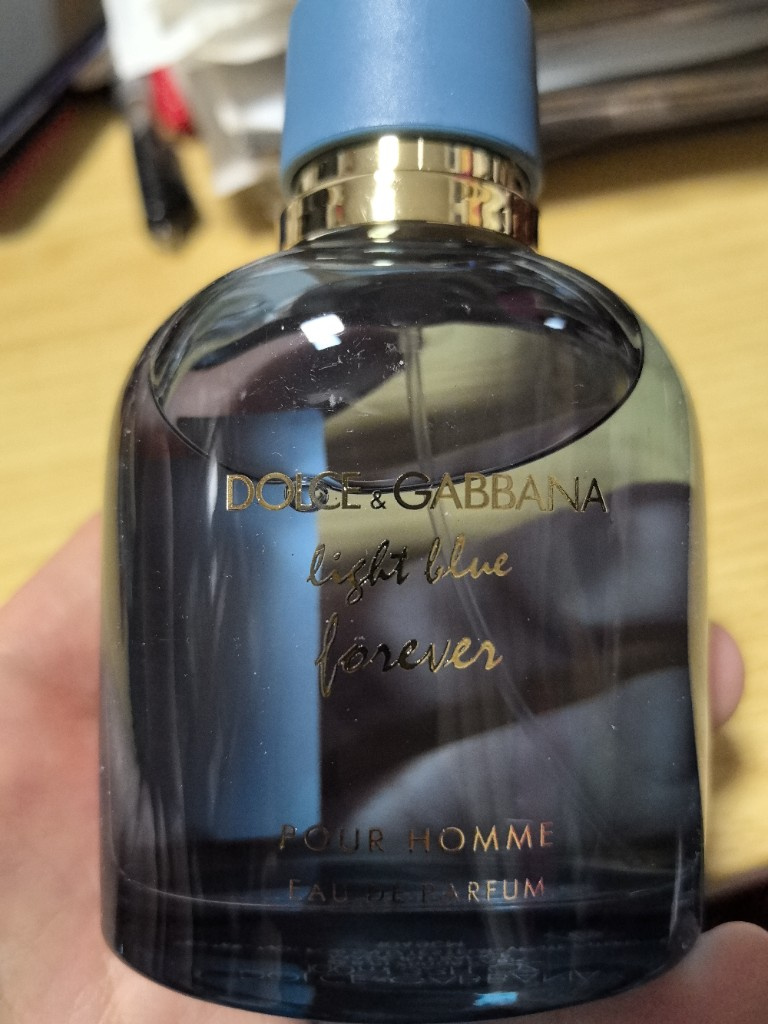 DOLCE & GABBANA
light blue
forever
POUR HOMME
EAU DE PARFUM